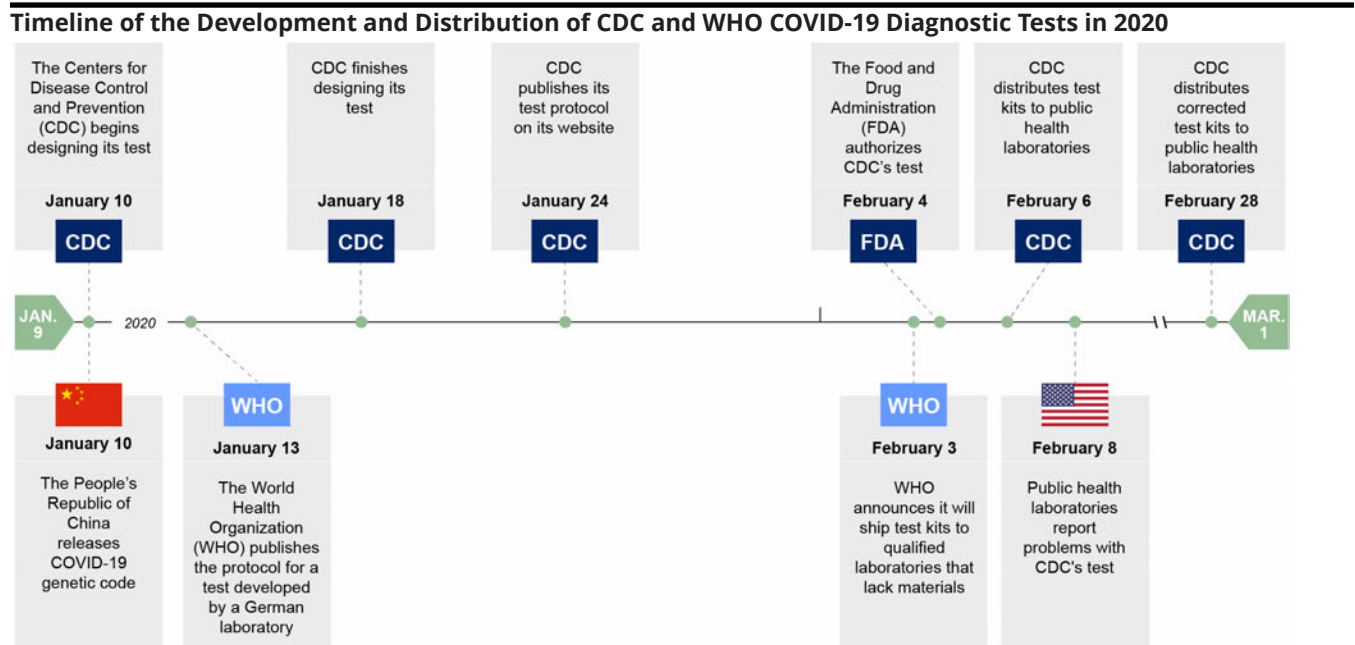 Timeline of the Development and Distribution of CDC and WHO COVID-19 Diagnostic Tests in 2020
The Centers for
Disease Control
and Prevention
(CDC) begins
designing its test
January 10
CDC
CDC finishes
designing its
test
January 18
CDC
CDC
publishes its
test protocol
on its website
January 24
CDC
The Food and
Drug
Administration
(FDA)
authorizes
CDC's test
February 4
FDA
CDC
distributes test
kits to public
health
laboratories
February 6
CDC
CDC
distributes
corrected
test kits to
public health
laboratories
February 28
CDC
JAN.
9
2020
MAR.
1
January 10
The People's
Republic of
China
releases
COVID-19
genetic code
WHO
January 13
The World
Health
Organization
(WHO) publishes
the protocol for a
test developed
by a German
laboratory
WHO
February 3
WHO
announces it will
ship test kits to
qualified
laboratories that
lack materials
February 8
Public health
laboratories
report
problems with
CDC's test